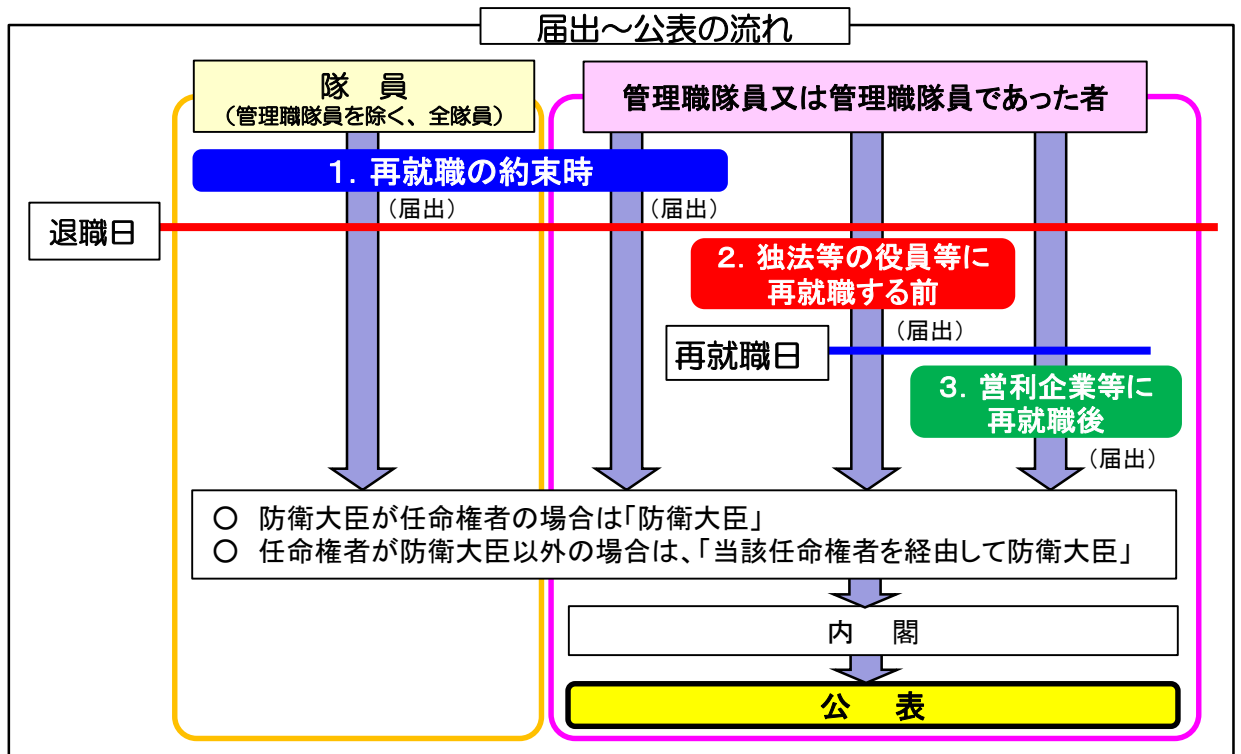 届出～公表の流れ
隊　員
（管理職隊員を除く、全隊員）
管理職隊員又は管理職隊員であった者
１．再就職の約束時
（届出）
（届出）
退職日
２．独法等の役員等に
再就職する前
（届出）
再就職日
３．営利企業等に
再就職後
（届出）
○　防衛大臣が任命権者の場合は「防衛大臣」
○　任命権者が防衛大臣以外の場合は、「当該任命権者を経由して防衛大臣」
内　閣
公　表